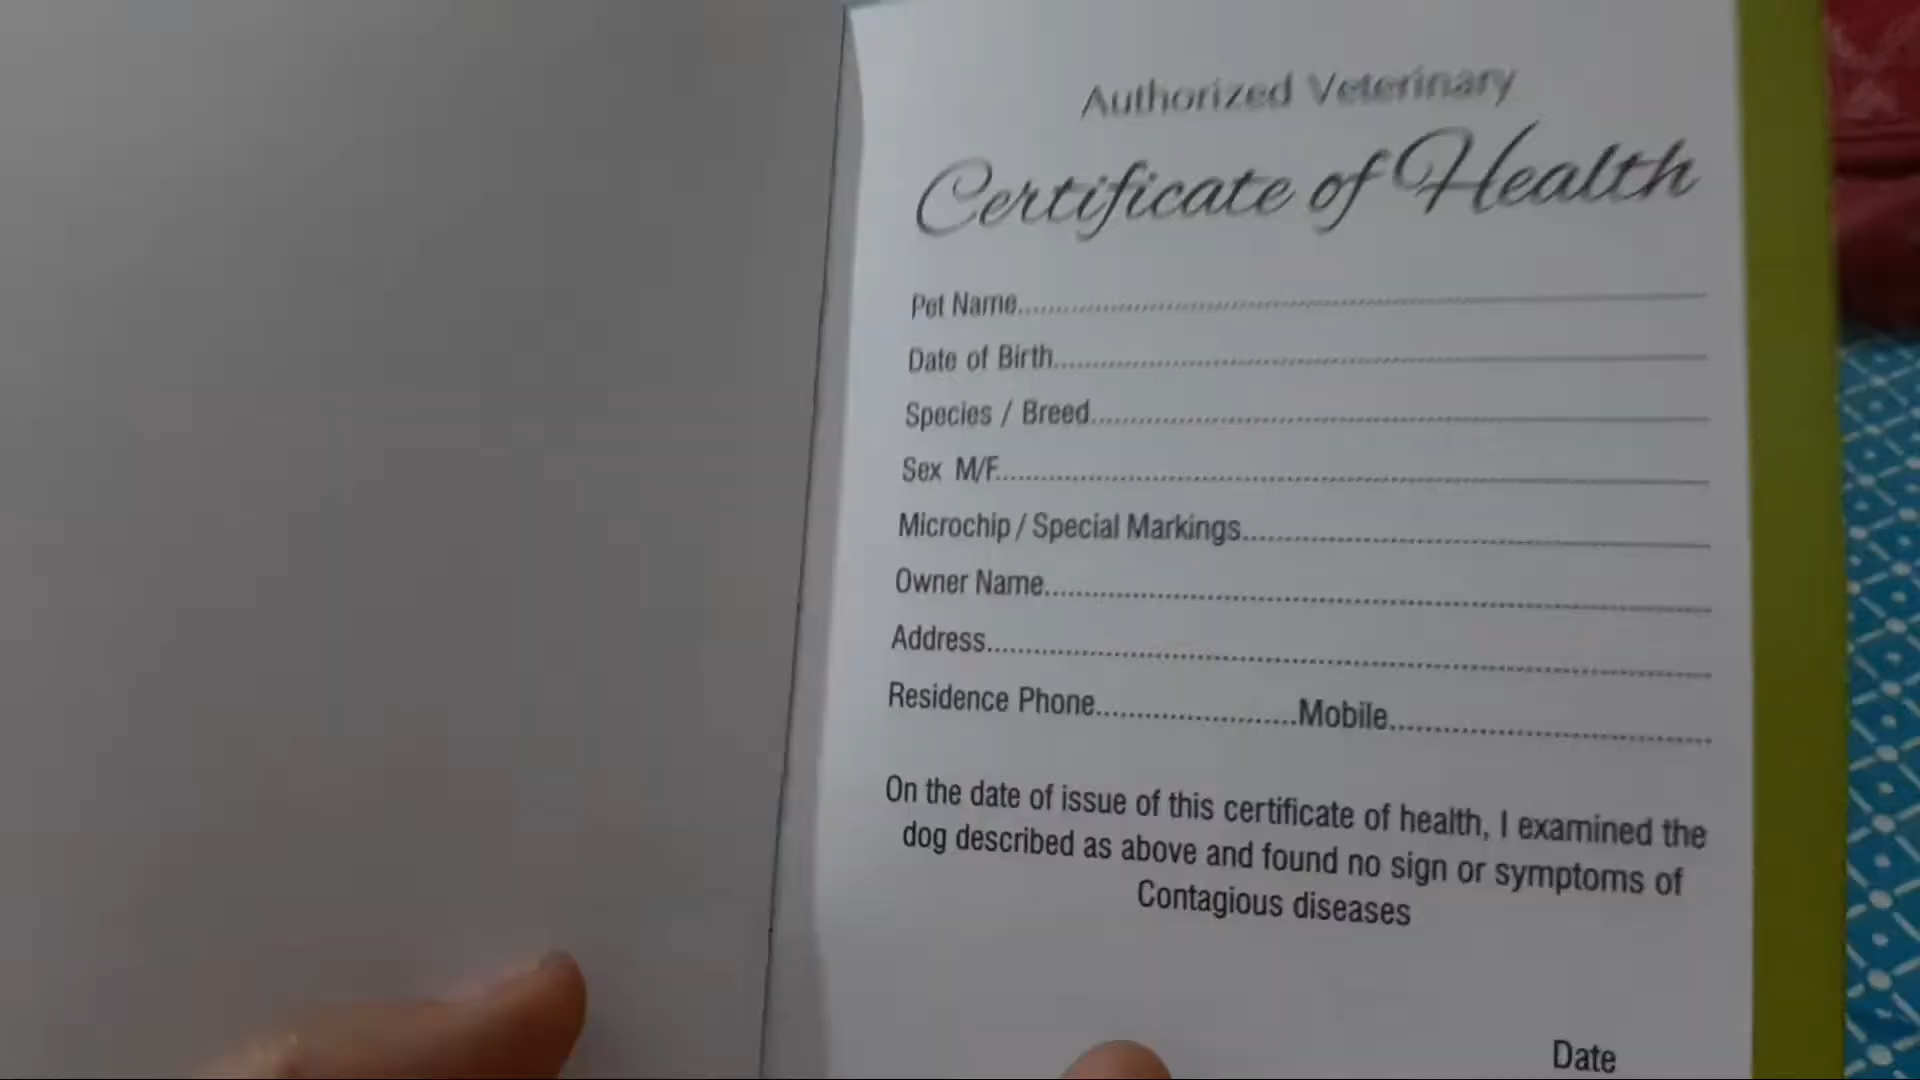 Authorized Veterinary
Certificate of Health
Pet Name
Date of Birth
Species / Breed
Sex M/F
Microchip / Special Markings
Owner Name
Address
Residence Phone Mobile
On the date of issue of this certificate of health, I examined the
dog described as above and found no sign or symptoms of
Contagious diseases
Date